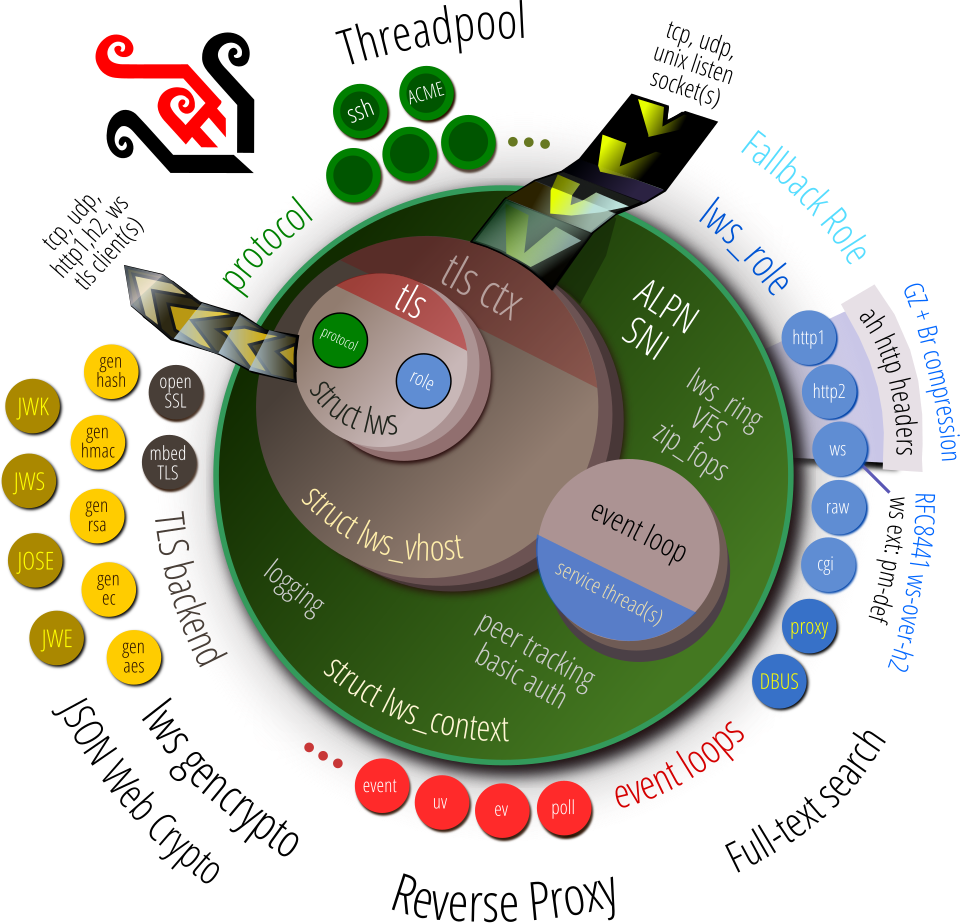 Threadpool
ssh
ACME
tcp, udp,
unix listen
socket(s)
Fallback Role
lws_role
protocol
tcp, udp,
http1,h2, ws
tls client(s)
tls ctx
tls
protocol
role
struct lws
ALPN
SNI
lws_ring
VFS
zip_fops
struct lws_vhost
event loop
service thread(s)
logging
peer tracking
basic auth
struct lws_context
http1
http2
ws
raw
cgi
proxy
DBUS
ah http headers
GZ + Br compression
ws ext: pm-def
RFC8441 ws-over-h2
open
SSL
mbed
TLS
TLS backend
gen
hash
gen
hmac
gen
rsa
gen
ec
gen
aes
lws gencrypto
JWK
JWS
JOSE
JWE
JSON Web Crypto
event
uv
ev
poll
event loops
Full-text search
Reverse Proxy